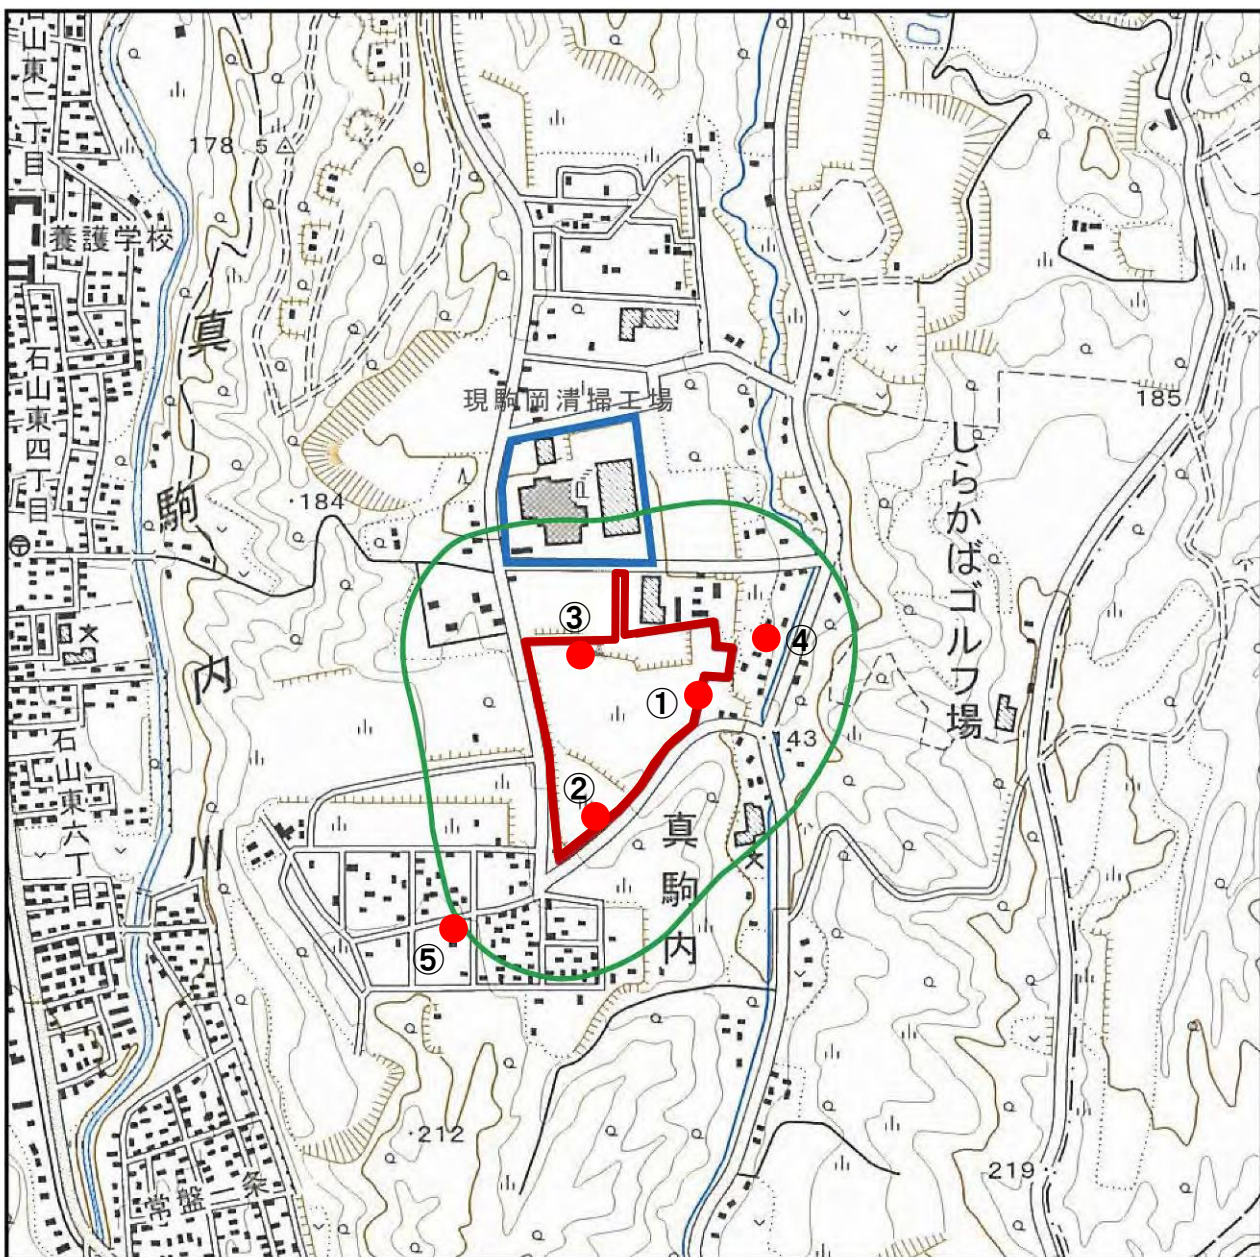 山東二丁目
178.5
養護学校
石山東四丁目
真駒内
現駒岡清掃工場
185
・184
しらかばゴルフ場
③
④
①
43
②
石山東六丁目
川
真駒内
⑤
・212
219
常盤一条